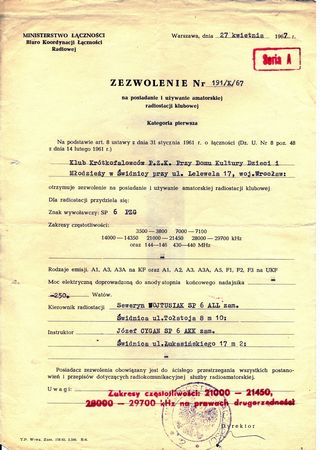 MINISTERSTWO ŁĄCZNOŚCI
Biuro Koordynacji Łączności
Radiowej
Warszawa, dnia 27 kwietnia 1967 r.
Seria A
ZEZWOLENIE Nr 191/K/67
na posiadanie i używanie amatorskiej
radiostacji klubowej
Kategoria pierwsza
Na podstawie art. 8 ustawy z dnia 31 stycznia 1961 r. o łączności (Dz. U. Nr 8 poz. 48
z dnia 14 lutego 1961 r.)
Klub Krótkofalowców P.Z.K. Przy Domu Kultury Dzieci i
Młodzieży w Świdnicy przy ul. Lelewela 17, woj.Wrocław:
otrzymuje zezwolenie na posiadanie i używanie amatorskiej radiostacji klubowej
Dla radiostacji przydziela się:
Znak wywoławczy: SP 6 PZG
Zakresy częstotliwości:
3500 — 3800 7000 — 7100
14000 — 14350 21000 — 21450 28000 — 29700 kHz
oraz 144—146 430—440 MHz
Rodzaje emisji. A1, A3, A3A na KF oraz A1, A2, A3. A3A, A5, F1, F2, F3 na UKF
Moc elektryczną doprowadzoną do anody stopnia końcowego nadajnika
-250- Watów.
Kierownik radiostacji Seweryn WOJTUSIAK SP 6 ALL zam.
Świdnica ul. 8 m 10:
Instruktor Józef CYGAN SP 6 AKK zam.
Świdnica ul.Łukasińskiego 17 m 2:
Posiadacz zezwolenia obowiązany jest do ścisłego przestrzegania wszystkich postanowień
i przepisów dotyczących radiokomunikacyjnej służby radioamatorskiej.
Uwagi:
Zakresy częstotliwości: 21000 — 21450,
28000 — 29700 kHz na prawach drugorzędności
Dyrektor